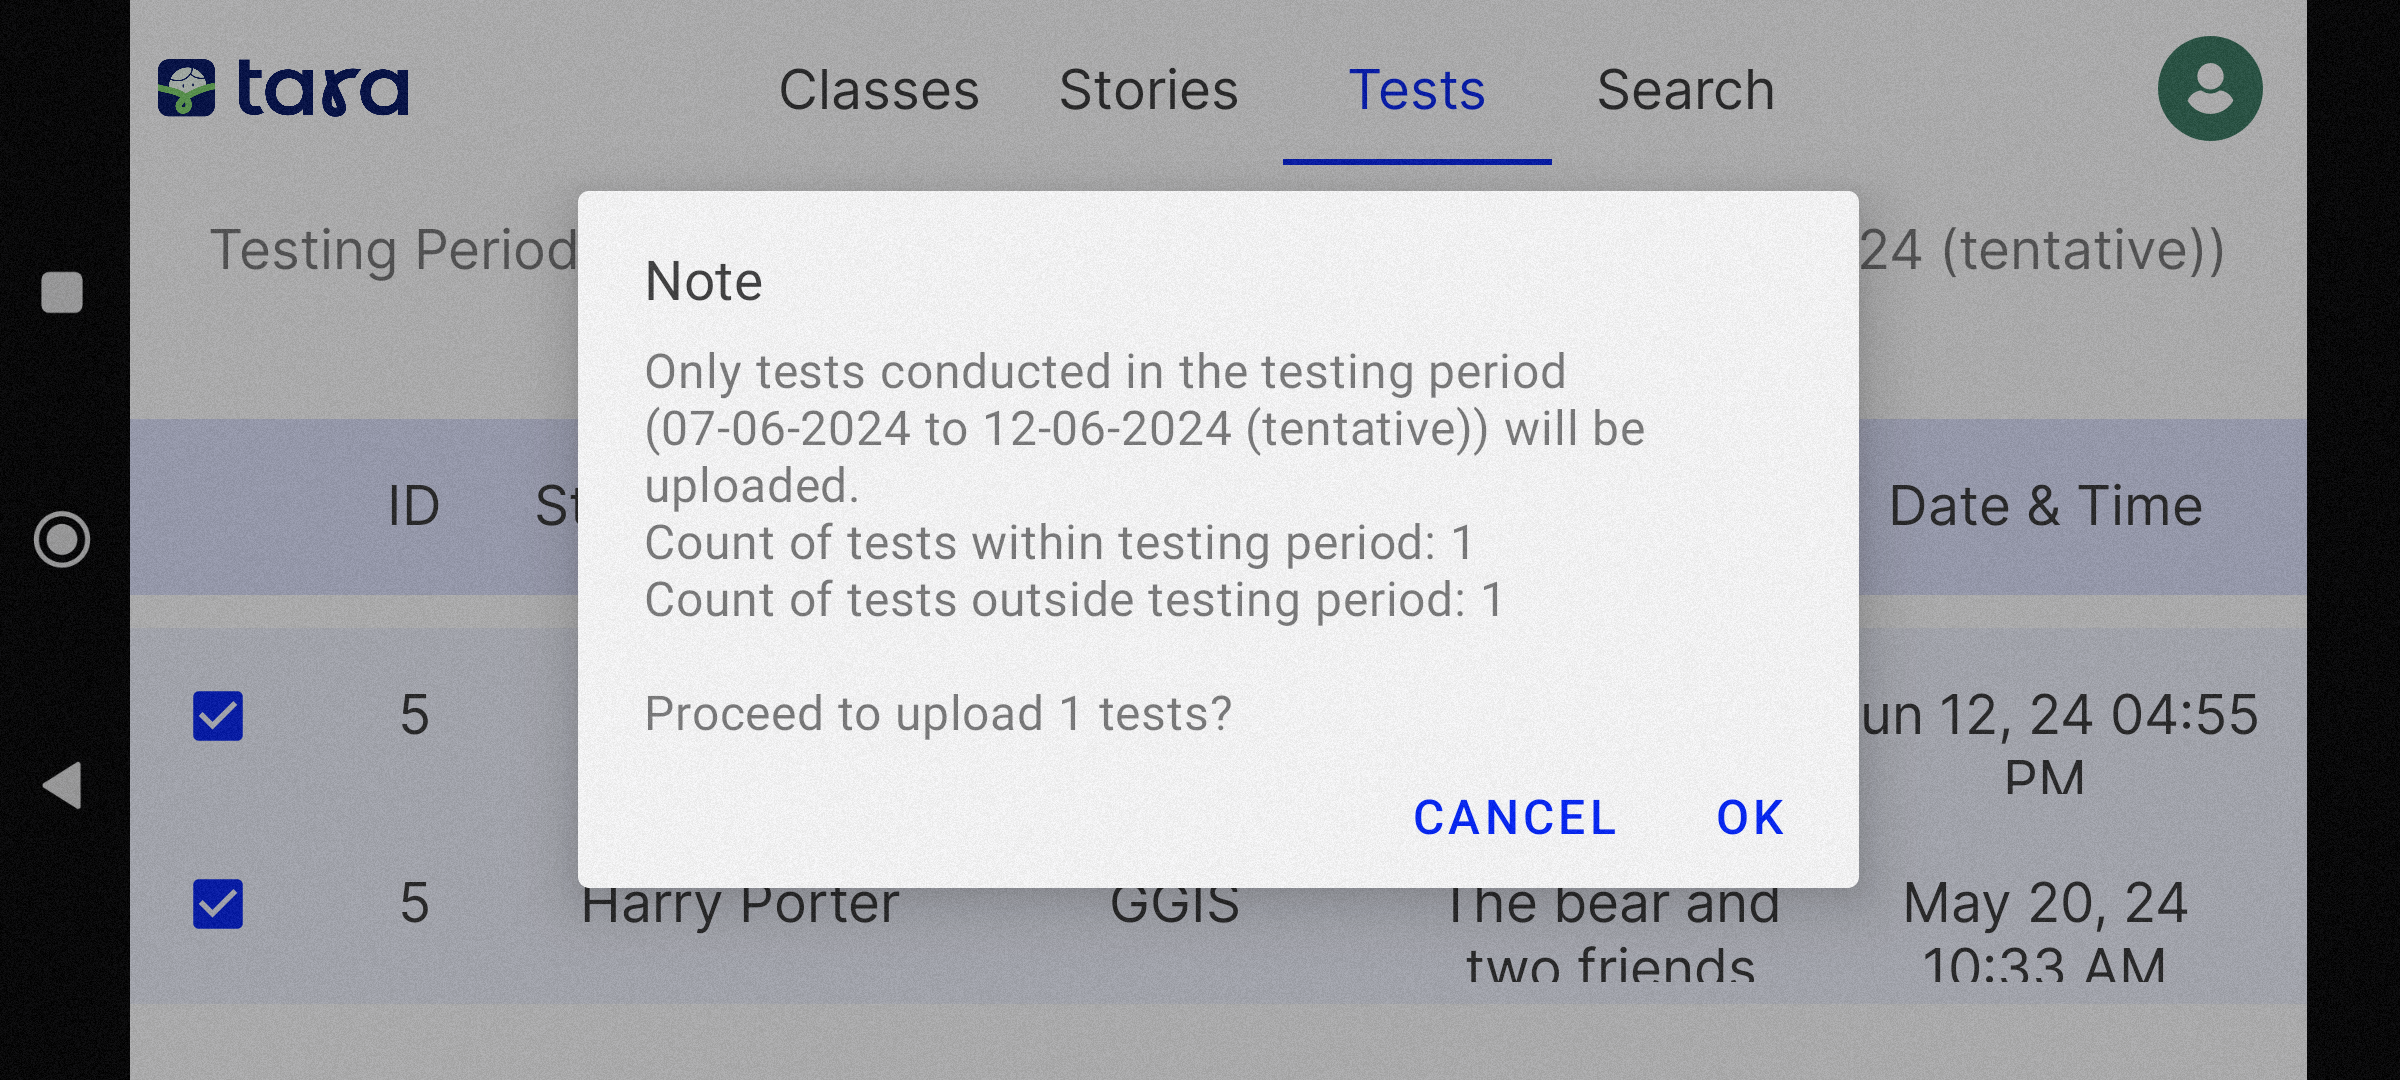 tara
Classes Stories Tests Search
Testing Period 24 (tentative))
Note
Only tests conducted in the testing period
(07-06-2024 to 12-06-2024 (tentative)) will be
uploaded.
Count of tests within testing period: 1
Count of tests outside testing period: 1
Proceed to upload 1 tests?
CANCEL OK
ID St Date & Time
5 un 12, 24 04:55
PM
5 Harry Porter GGIS The bear and May 20, 24
two friends 10:33 AM